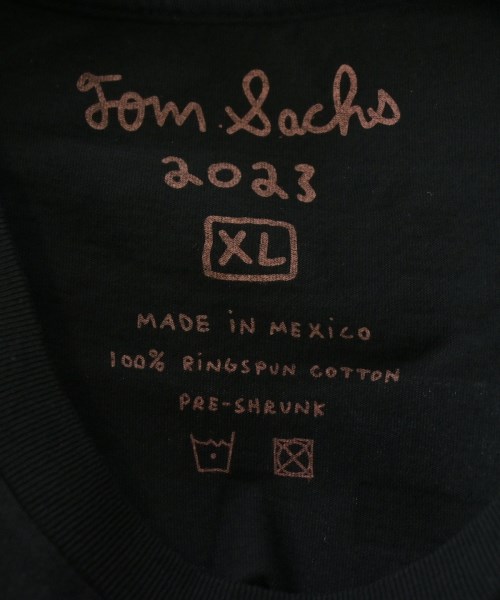 Tom Sachs
2023
XL
MADE iN MEXiCO
100% RiNGSPUN COTTON
PRE-SHRUNK